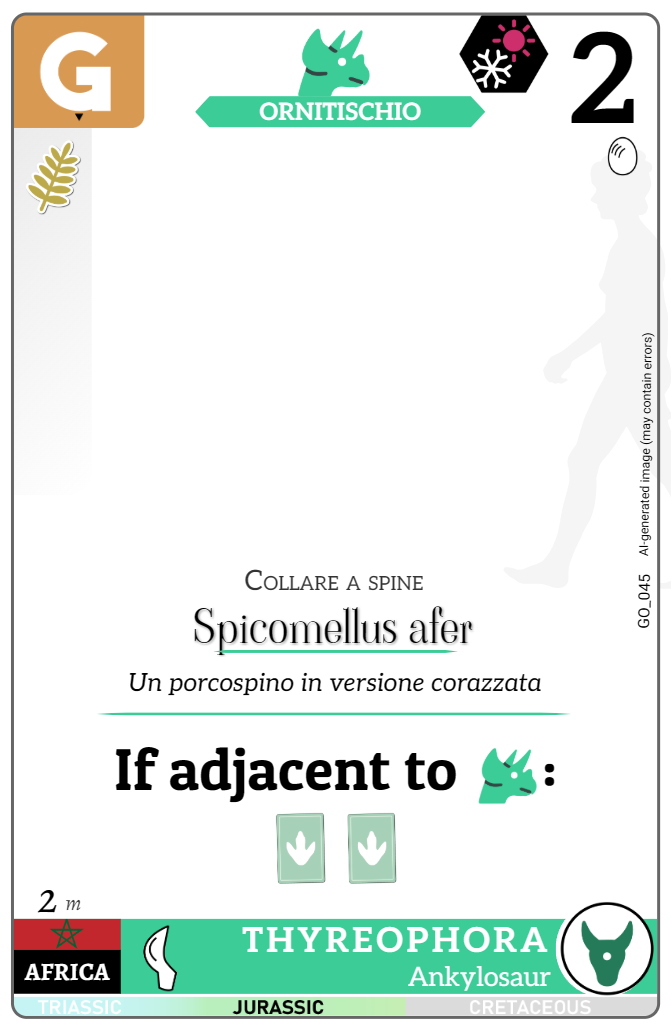 G
ORNITISCHIO
2
AI-generated image (may contain errors)
GO_045
Collare a spine
Spicomellus afer
Un porcospino in versione corazzata
If adjacent to :
2 m
AFRICA
THYREOPHORA
Ankylosaur
TRIASSIC
JURASSIC
CRETACEOUS